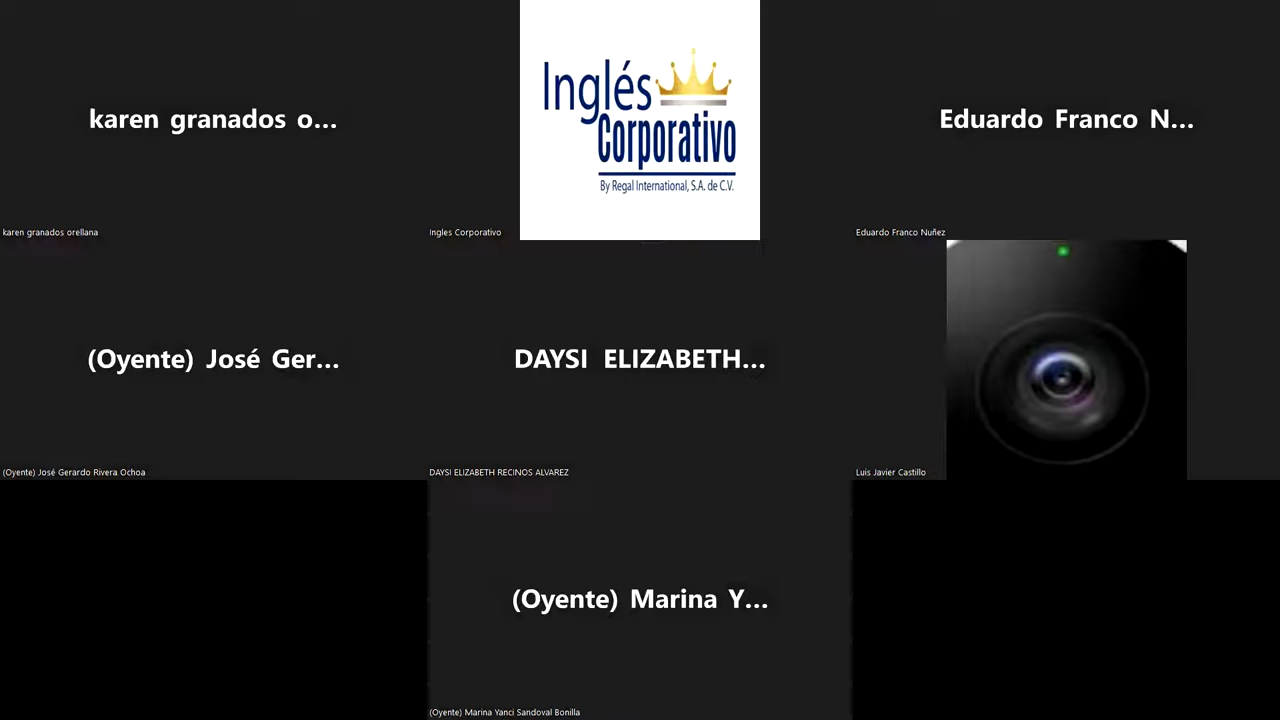 karen granados o...
karen granados orellana
Inglés
Corporativo
By Regal International, S.A. de C.V.
Ingles Corporativo
Eduardo Franco N...
Eduardo Franco Nuñez
(Oyente) José Ger...
(Oyente) José Gerardo Rivera Ochoa
DAYSI ELIZABETH...
DAYSI ELIZABETH RECINOS ALVAREZ
Luis Javier Castillo
(Oyente) Marina Y...
(Oyente) Marina Yanci Sandoval Bonilla